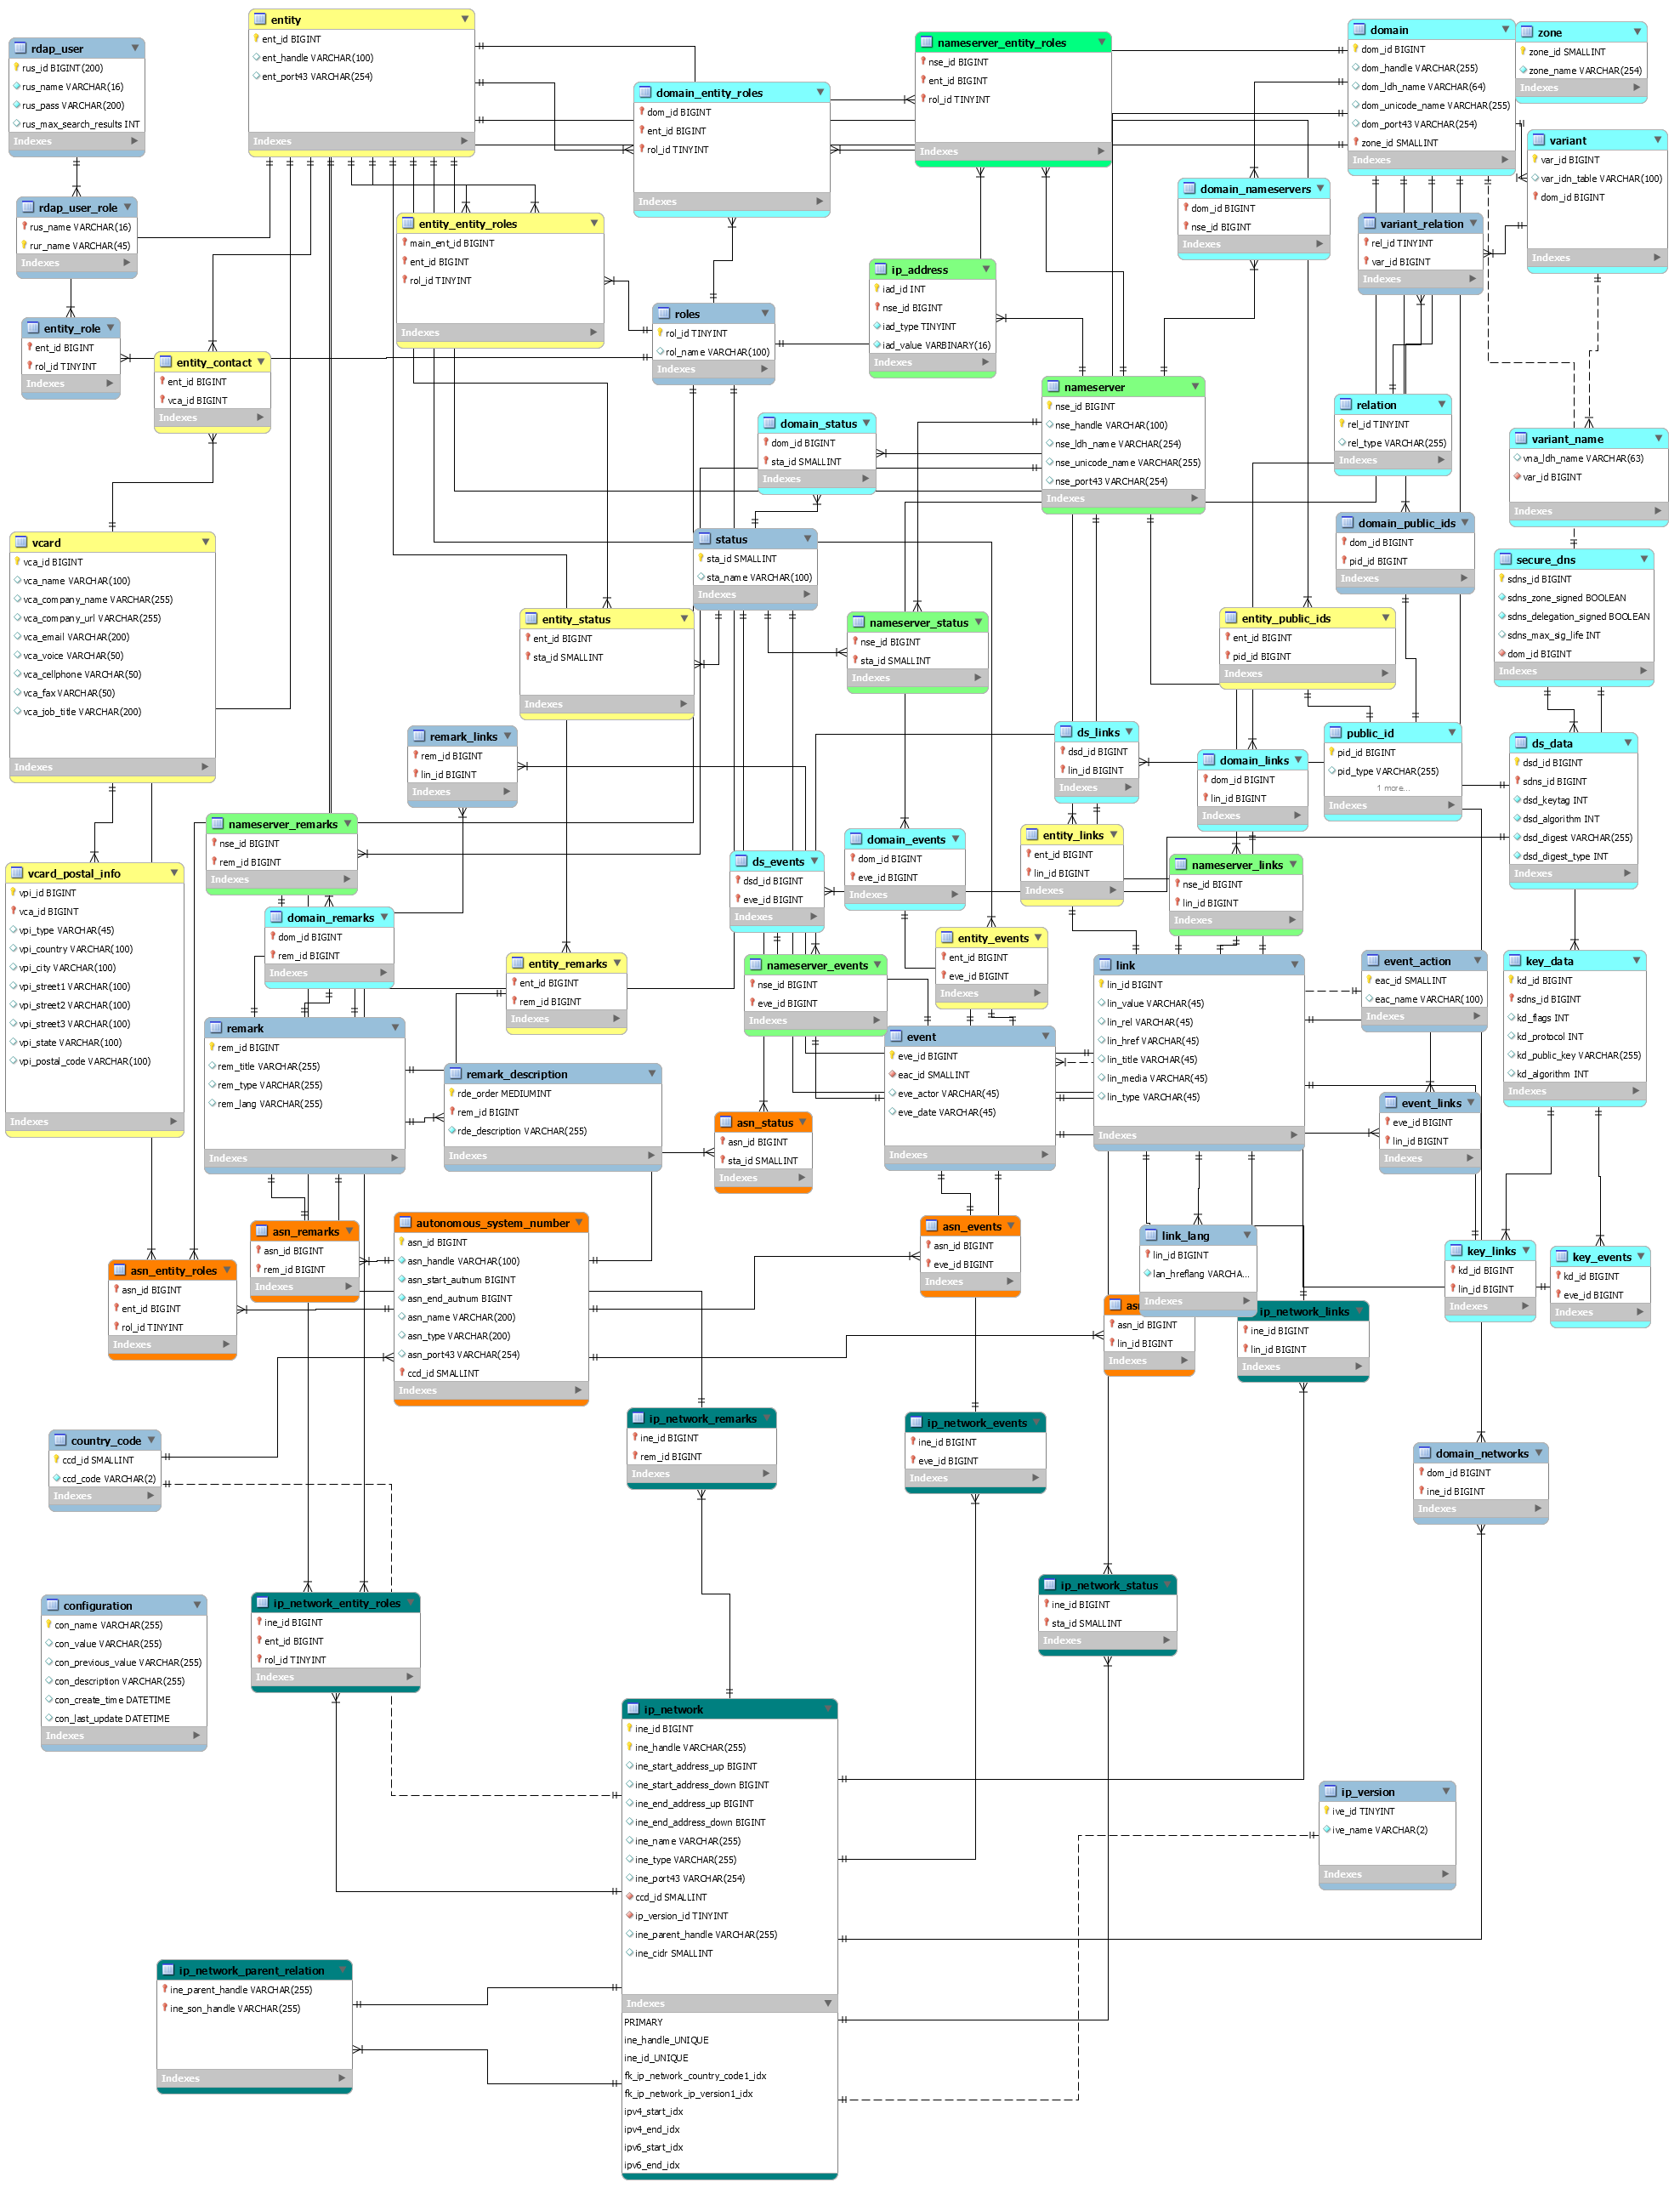 entity
ent_id BIGINT
ent_handle VARCHAR(100)
ent_port43 VARCHAR(254)
Indexes
rdap_user
rus_id BIGINT(200)
rus_name VARCHAR(16)
rus_pass VARCHAR(200)
rus_max_search_results INT
Indexes
nameserver_entity_roles
nse_id BIGINT
ent_id BIGINT
rol_id TINYINT
Indexes
domain
dom_id BIGINT
dom_handle VARCHAR(255)
dom_ldh_name VARCHAR(64)
dom_unicode_name VARCHAR(255)
dom_port43 VARCHAR(254)
zone_id SMALLINT
Indexes
zone
zone_id SMALLINT
zone_name VARCHAR(254)
Indexes
domain_entity_roles
dom_id BIGINT
ent_id BIGINT
rol_id TINYINT
Indexes
variant
var_id BIGINT
var_idn_table VARCHAR(100)
dom_id BIGINT
Indexes
rdap_user_role
rus_name VARCHAR(16)
rur_name VARCHAR(45)
Indexes
entity_entity_roles
main_ent_id BIGINT
ent_id BIGINT
rol_id TINYINT
Indexes
domain_nameservers
dom_id BIGINT
nse_id BIGINT
Indexes
variant_relation
rel_id TINYINT
var_id BIGINT
Indexes
ip_address
iad_id INT
nse_id BIGINT
iad_type TINYINT
iad_value VARBINARY(16)
Indexes
roles
rol_id TINYINT
rol_name VARCHAR(100)
Indexes
entity_role
ent_id BIGINT
rol_id TINYINT
Indexes
entity_contact
ent_id BIGINT
vca_id BIGINT
Indexes
nameserver
nse_id BIGINT
nse_handle VARCHAR(100)
nse_ldh_name VARCHAR(254)
nse_unicode_name VARCHAR(255)
nse_port43 VARCHAR(254)
Indexes
relation
rel_id TINYINT
rel_type VARCHAR(255)
Indexes
domain_status
dom_id BIGINT
sta_id SMALLINT
Indexes
variant_name
vna_ldh_name VARCHAR(63)
var_id BIGINT
Indexes
domain_public_ids
dom_id BIGINT
pid_id BIGINT
Indexes
vcard
vca_id BIGINT
vca_name VARCHAR(100)
vca_company_name VARCHAR(255)
vca_company_url VARCHAR(255)
vca_email VARCHAR(200)
vca_voice VARCHAR(50)
vca_cellphone VARCHAR(50)
vca_fax VARCHAR(50)
vca_job_title VARCHAR(200)
Indexes
status
sta_id SMALLINT
sta_name VARCHAR(100)
Indexes
secure_dns
sdns_id BIGINT
sdns_zone_signed BOOLEAN
sdns_delegation_signed BOOLEAN
sdns_max_sig_life INT
dom_id BIGINT
Indexes
entity_status
ent_id BIGINT
sta_id SMALLINT
Indexes
nameserver_status
nse_id BIGINT
sta_id SMALLINT
Indexes
entity_public_ids
ent_id BIGINT
pid_id BIGINT
Indexes
remark_links
rem_id BIGINT
lin_id BIGINT
Indexes
ds_links
dsd_id BIGINT
lin_id BIGINT
Indexes
domain_links
dom_id BIGINT
lin_id BIGINT
Indexes
public_id
pid_id BIGINT
pid_type VARCHAR(255)
1 more...
Indexes
ds_data
dsd_id BIGINT
sdns_id BIGINT
dsd_keytag INT
dsd_algorithm INT
dsd_digest VARCHAR(255)
dsd_digest_type INT
Indexes
nameserver_remarks
nse_id BIGINT
rem_id BIGINT
Indexes
ds_events
dsd_id BIGINT
eve_id BIGINT
Indexes
domain_events
dom_id BIGINT
eve_id BIGINT
Indexes
entity_links
ent_id BIGINT
lin_id BIGINT
Indexes
nameserver_links
nse_id BIGINT
lin_id BIGINT
Indexes
vcard_postal_info
vpi_id BIGINT
vca_id BIGINT
vpi_type VARCHAR(45)
vpi_country VARCHAR(100)
vpi_city VARCHAR(100)
vpi_street1 VARCHAR(100)
vpi_street2 VARCHAR(100)
vpi_street3 VARCHAR(100)
vpi_state VARCHAR(100)
vpi_postal_code VARCHAR(100)
Indexes
domain_remarks
dom_id BIGINT
rem_id BIGINT
Indexes
entity_remarks
ent_id BIGINT
rem_id BIGINT
Indexes
nameserver_events
nse_id BIGINT
eve_id BIGINT
Indexes
entity_events
ent_id BIGINT
eve_id BIGINT
Indexes
link
lin_id BIGINT
lin_value VARCHAR(45)
lin_rel VARCHAR(45)
lin_href VARCHAR(45)
lin_title VARCHAR(45)
lin_media VARCHAR(45)
lin_type VARCHAR(45)
Indexes
event_action
eac_id SMALLINT
eac_name VARCHAR(100)
Indexes
key_data
kd_id BIGINT
sdns_id BIGINT
kd_flags INT
kd_protocol INT
kd_public_key VARCHAR(255)
kd_algorithm INT
Indexes
remark
rem_id BIGINT
rem_title VARCHAR(255)
rem_type VARCHAR(255)
rem_lang VARCHAR(255)
Indexes
remark_description
rde_order MEDIUMINT
rem_id BIGINT
rde_description VARCHAR(255)
Indexes
event
eve_id BIGINT
eac_id SMALLINT
eve_actor VARCHAR(45)
eve_date VARCHAR(45)
Indexes
event_links
eve_id BIGINT
lin_id BIGINT
Indexes
asn_status
asn_id BIGINT
sta_id SMALLINT
Indexes
asn_remarks
asn_id BIGINT
rem_id BIGINT
Indexes
autonomous_system_number
asn_id BIGINT
asn_handle VARCHAR(100)
asn_start_autnum BIGINT
asn_end_autnum BIGINT
asn_name VARCHAR(200)
asn_type VARCHAR(200)
asn_port43 VARCHAR(254)
ccd_id SMALLINT
Indexes
asn_events
asn_id BIGINT
eve_id BIGINT
Indexes
link_lang
lin_id BIGINT
lan_hreflang VARCHA...
Indexes
key_links
kd_id BIGINT
lin_id BIGINT
Indexes
key_events
kd_id BIGINT
eve_id BIGINT
Indexes
asn_entity_roles
asn_id BIGINT
ent_id BIGINT
rol_id TINYINT
Indexes
asn_id BIGINT
lin_id BIGINT
Indexes
ip_network_links
ine_id BIGINT
lin_id BIGINT
Indexes
ip_network_remarks
ine_id BIGINT
rem_id BIGINT
Indexes
ip_network_events
ine_id BIGINT
eve_id BIGINT
Indexes
country_code
ccd_id SMALLINT
ccd_code VARCHAR(2)
Indexes
domain_networks
dom_id BIGINT
ine_id BIGINT
Indexes
configuration
con_name VARCHAR(255)
con_value VARCHAR(255)
con_previous_value VARCHAR(255)
con_description VARCHAR(255)
con_create_time DATETIME
con_last_update DATETIME
Indexes
ip_network_entity_roles
ine_id BIGINT
ent_id BIGINT
rol_id TINYINT
Indexes
ip_network_status
ine_id BIGINT
sta_id SMALLINT
Indexes
ip_network
ine_id BIGINT
ine_handle VARCHAR(255)
ine_start_address_up BIGINT
ine_start_address_down BIGINT
ine_end_address_up BIGINT
ine_end_address_down BIGINT
ine_name VARCHAR(255)
ine_type VARCHAR(255)
ine_port43 VARCHAR(254)
ccd_id SMALLINT
ip_version_id TINYINT
ine_parent_handle VARCHAR(255)
ine_cidr SMALLINT
Indexes
PRIMARY
ine_handle_UNIQUE
ine_id_UNIQUE
fk_ip_network_country_code1_idx
fk_ip_network_ip_version1_idx
ipv4_start_idx
ipv4_end_idx
ipv6_start_idx
ipv6_end_idx
ip_version
ive_id TINYINT
ive_name VARCHAR(2)
Indexes
ip_network_parent_relation
ine_parent_handle VARCHAR(255)
ine_son_handle VARCHAR(255)
Indexes